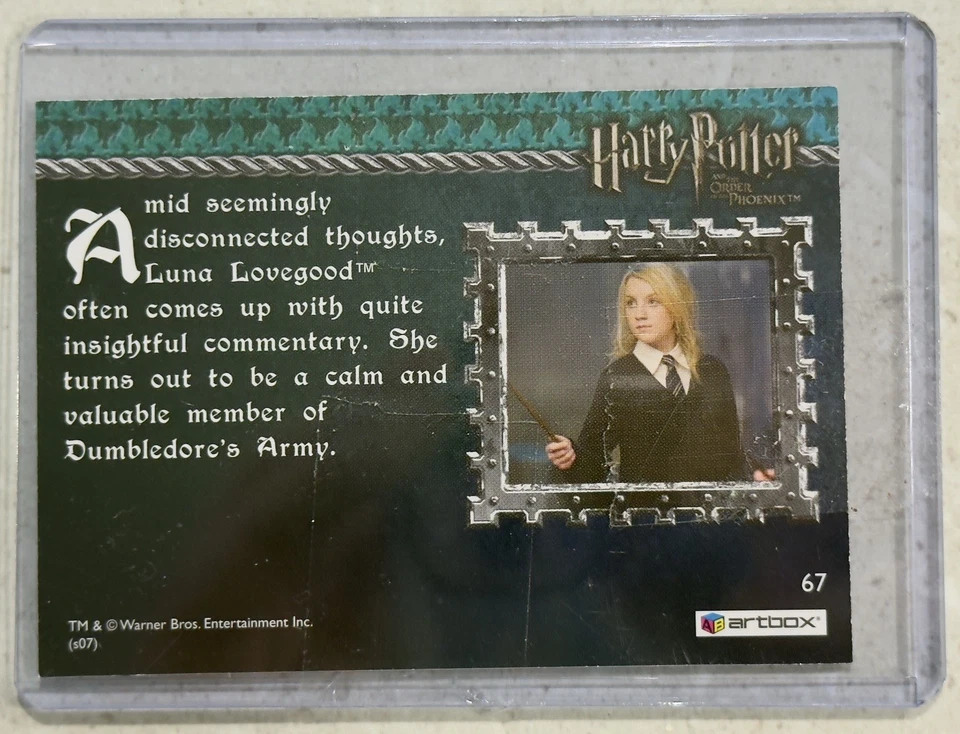 Harry Potter
AND THE
ORDER
OF THE PHOENIX™
Amid seemingly
disconnected thoughts,
Luna Lovegood™
often comes up with quite
insightful commentary. She
turns out to be a calm and
valuable member of
Dumbledore's Army.
67
TM & © Warner Bros. Entertainment Inc.
(s07)
AB artbox®